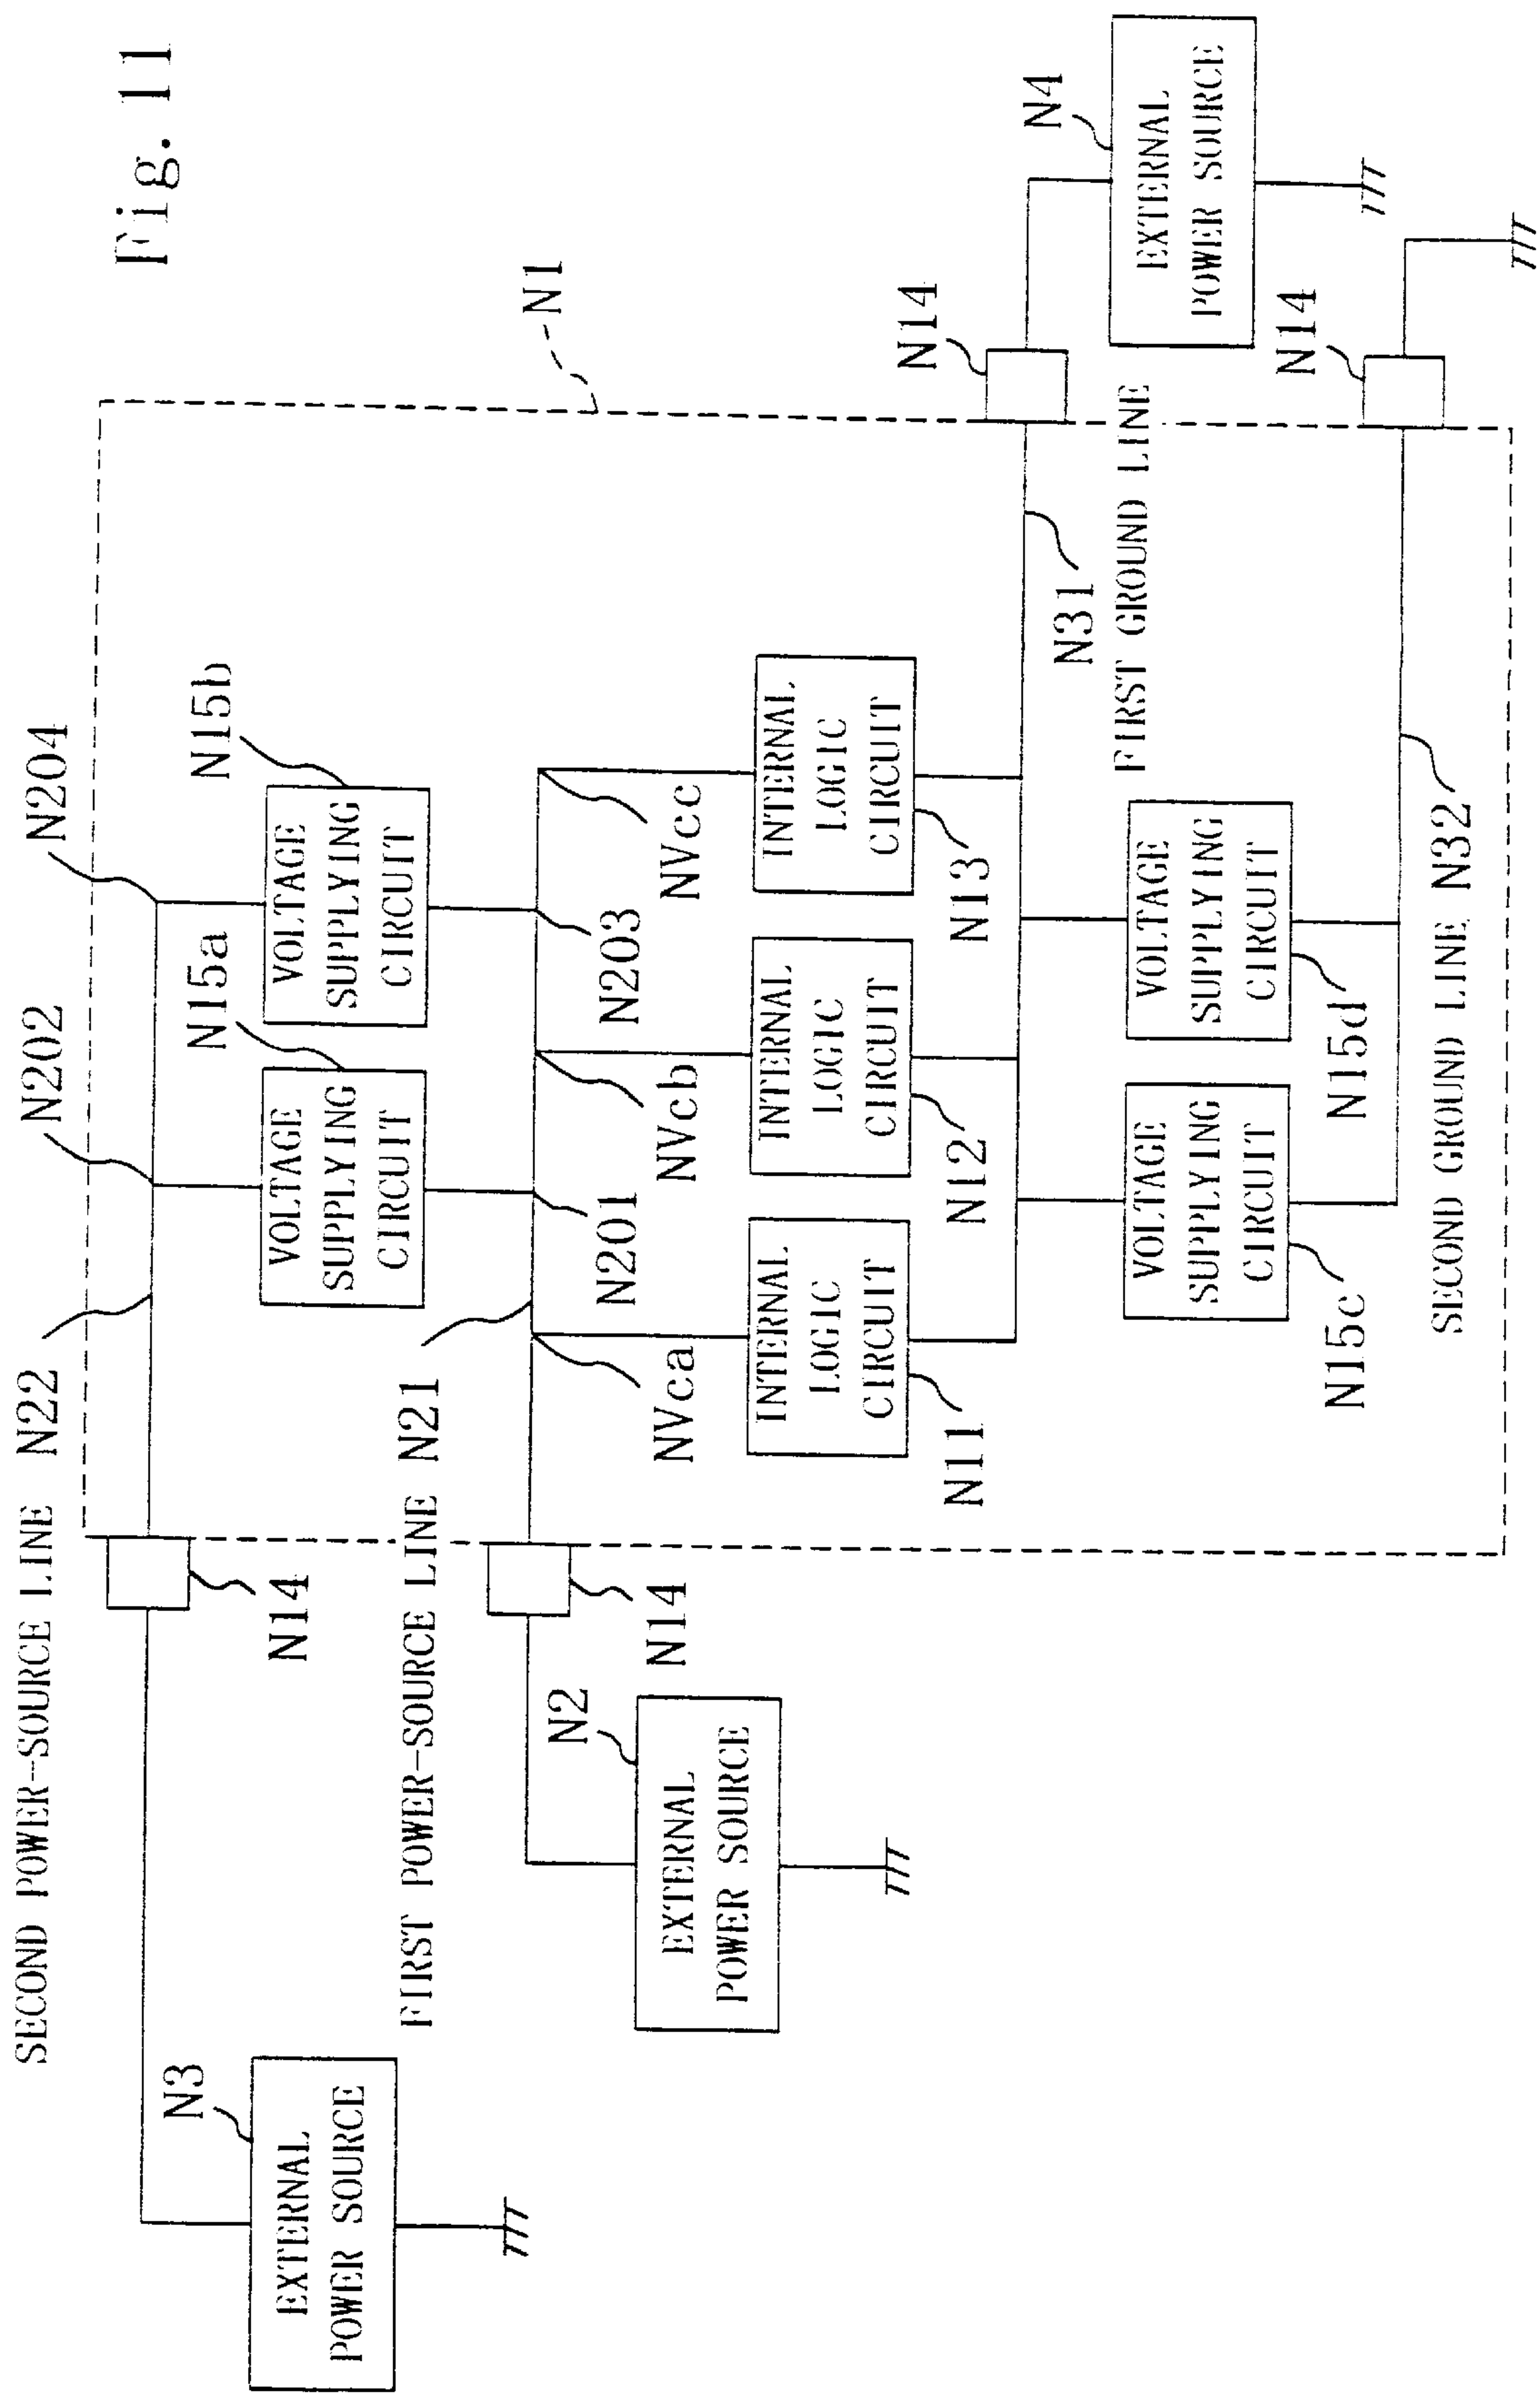 Fig. 11
SECOND POWER-SOURCE LINE N22
N202
N204
N3
EXTERNAL
POWER SOURCE
N14
N15a
VOLTAGE
SUPPLYING
CIRCUIT
N15b
VOLTAGE
SUPPLYING
CIRCUIT
N1
FIRST POWER-SOURCE LINE N21
N201
N203
N2
EXTERNAL
POWER SOURCE
N14
NVca
NVcb
NVcc
INTERNAL
LOGIC
CIRCUIT
N11
INTERNAL
LOGIC
CIRCUIT
N12
INTERNAL
LOGIC
CIRCUIT
N13
N14
N4
EXTERNAL
POWER SOURCE
N31
FIRST GROUND LINE
VOLTAGE
SUPPLYING
CIRCUIT
N15c
VOLTAGE
SUPPLYING
CIRCUIT
N15d
N14
SECOND GROUND LINE N32